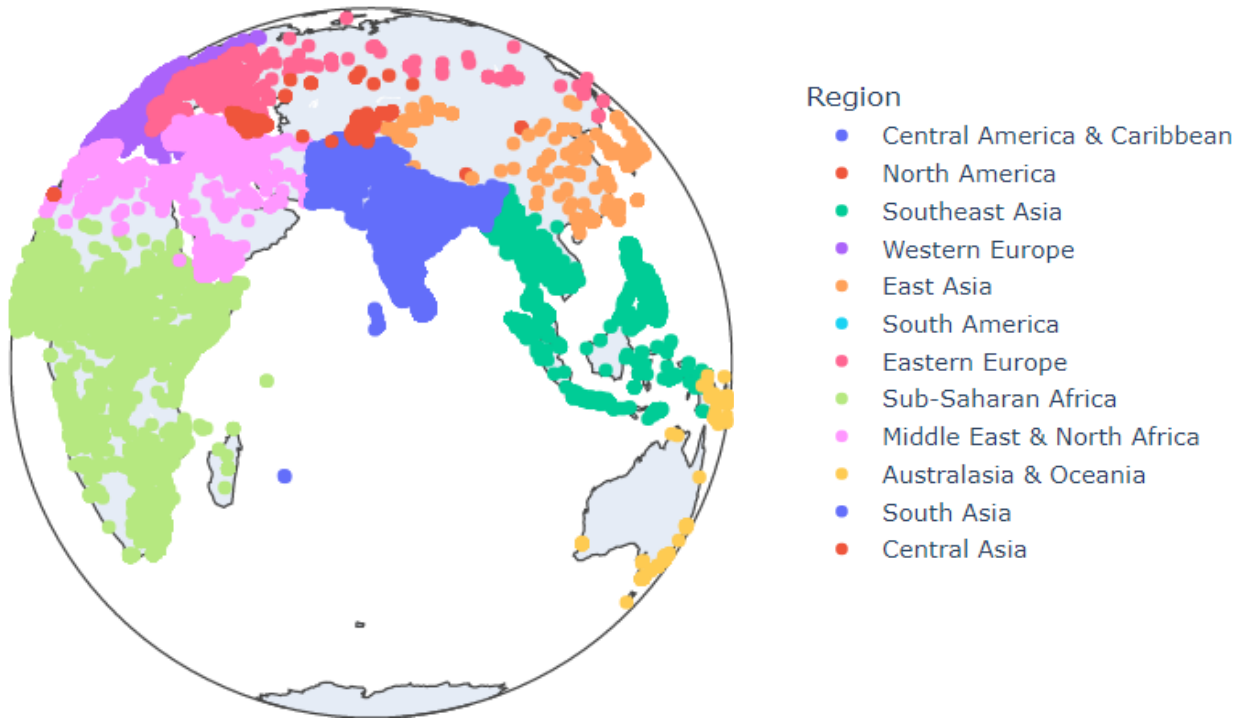 Region
Central America & Caribbean
North America
Southeast Asia
Western Europe
East Asia
South America
Eastern Europe
Sub-Saharan Africa
Middle East & North Africa
Australasia & Oceania
South Asia
Central Asia